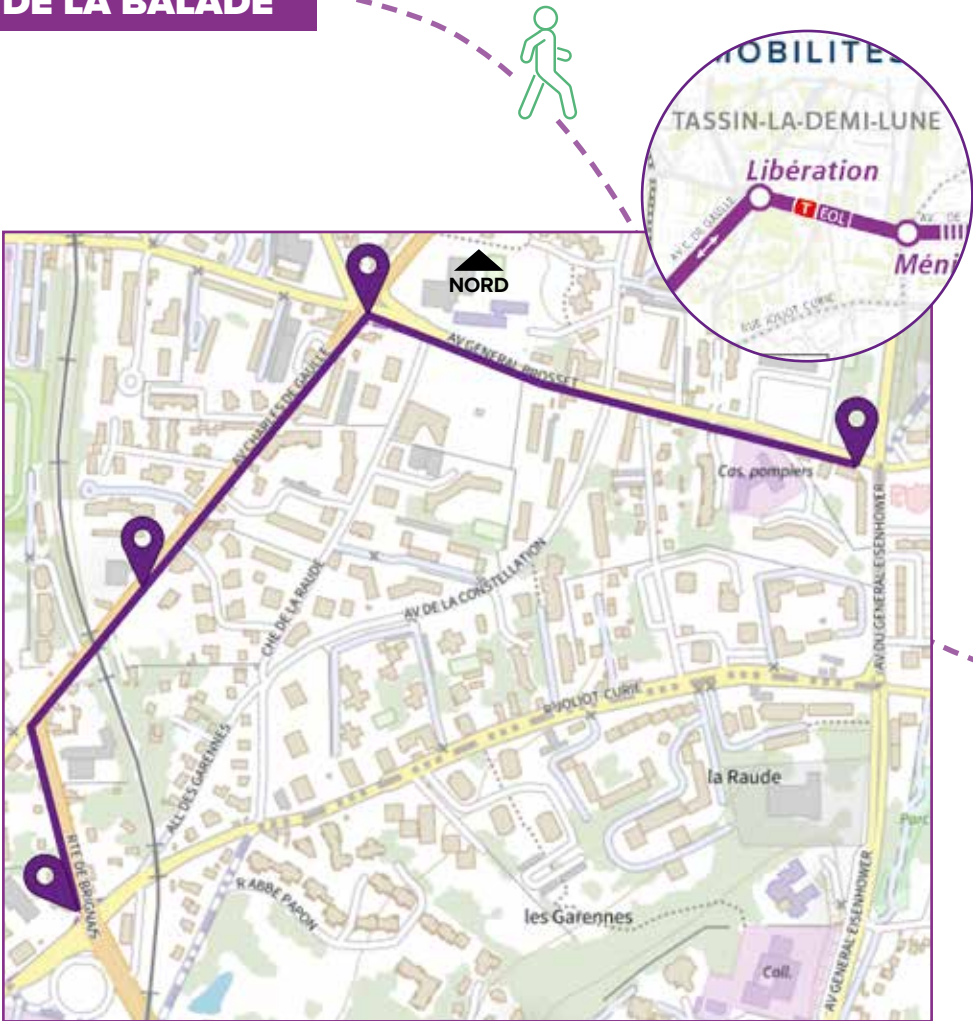 DE LA BALADE
MOBILITÉS
TASSIN-LA-DEMI-LUNE
Libération
T EOL
AV. DE
Méni
AV C. DE GAULLE
RUE JOLIOT CURIE
NORD
AV GENERAL BROSSET
AV CHARLES DE GAULLE
Cas. pompiers
AV DU GENERAL EISENHOWER
CHE DE LA RAUDE
AV DE LA CONSTELLATION
R JOLIOT CURIE
la Raude
ALL DES GARENNES
Parc
RTE DE BRIGNAIS
R ABBE PAPON
les Garennes
AV GENERAL EISENHOWER
Coll.